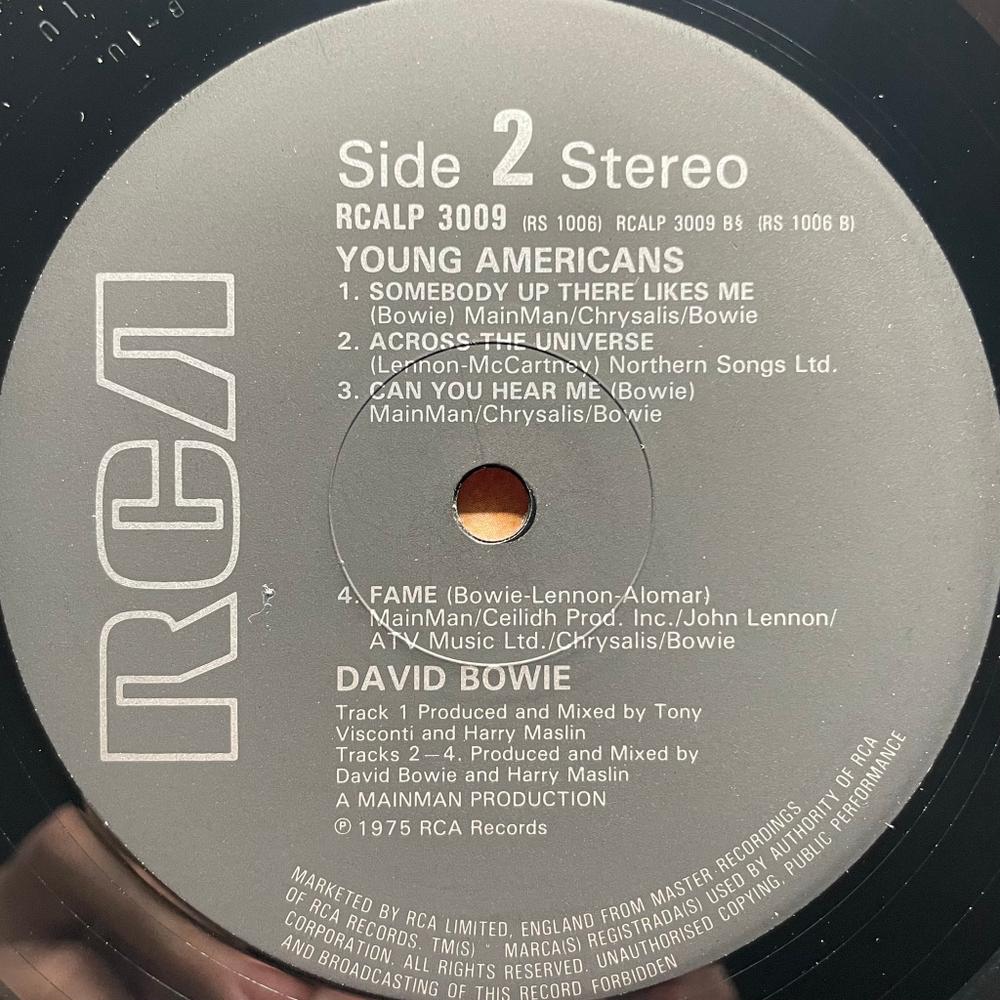 Side 2 Stereo
RCALP 3009 (RS 1006) RCALP 3009 B§ (RS 1006 B)
YOUNG AMERICANS
1. SOMEBODY UP THERE LIKES ME
(Bowie) MainMan/Chrysalis/Bowie
2. ACROSS THE UNIVERSE
(Lennon-McCartney) Northern Songs Ltd.
3. CAN YOU HEAR ME (Bowie)
MainMan/Chrysalis/Bowie
RCA
4. FAME (Bowie-Lennon-Alomar)
MainMan/Ceilidh Prod. Inc./John Lennon/
ATV Music Ltd./Chrysalis/Bowie
DAVID BOWIE
Track 1 Produced and Mixed by Tony
Visconti and Harry Maslin
Tracks 2–4. Produced and Mixed by
David Bowie and Harry Maslin
A MAINMAN PRODUCTION
℗ 1975 RCA Records
MARKETED BY RCA LIMITED, ENGLAND FROM MASTER RECORDINGS
OF RCA RECORDS. TM(S) ® MARCA(S) REGISTRADA(S) USED BY AUTHORITY OF RCA
CORPORATION, ALL RIGHTS RESERVED. UNAUTHORISED COPYING, PUBLIC PERFORMANCE
AND BROADCASTING OF THIS RECORD FORBIDDEN